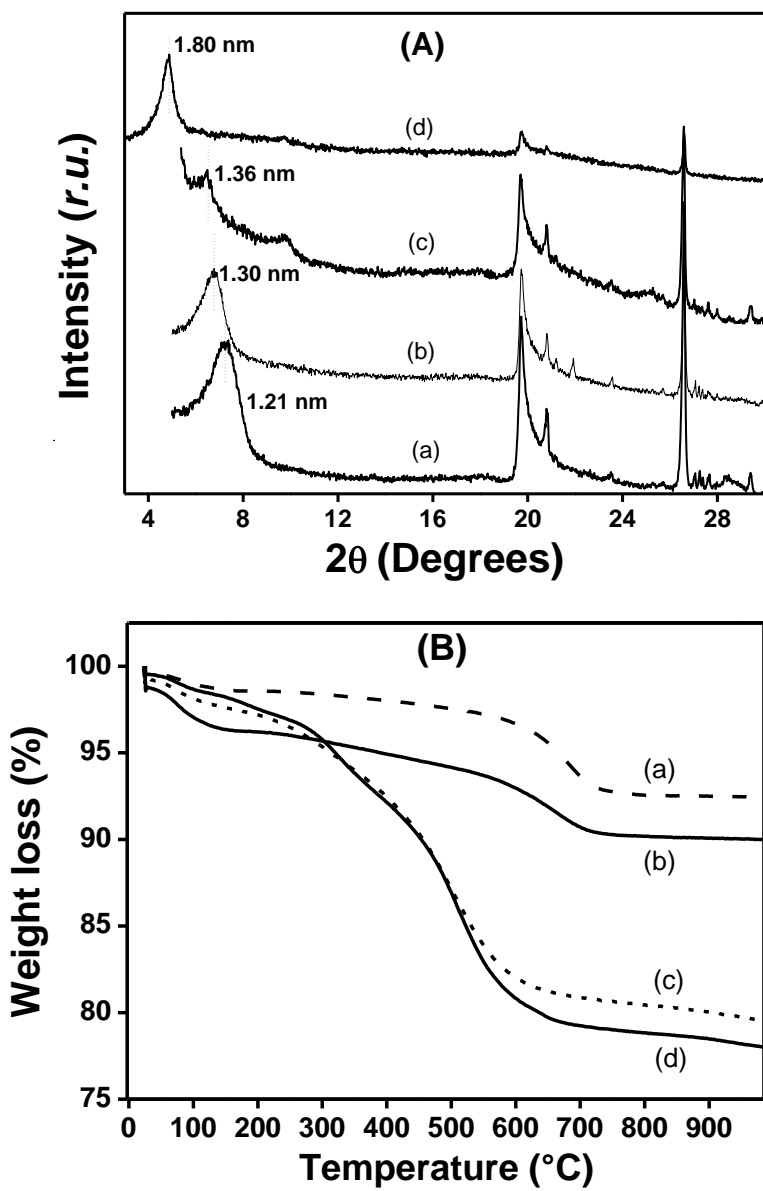 (A)
1.80 nm
(d)
1.36 nm
(c)
1.30 nm
(b)
1.21 nm
(a)
Intensity (r.u.)
4 8 12 16 20 24 28
2θ (Degrees)
(B)
100
95
90
85
80
75
(a)
(b)
(c)
(d)
Weight loss (%)
0 100 200 300 400 500 600 700 800 900
Temperature (°C)